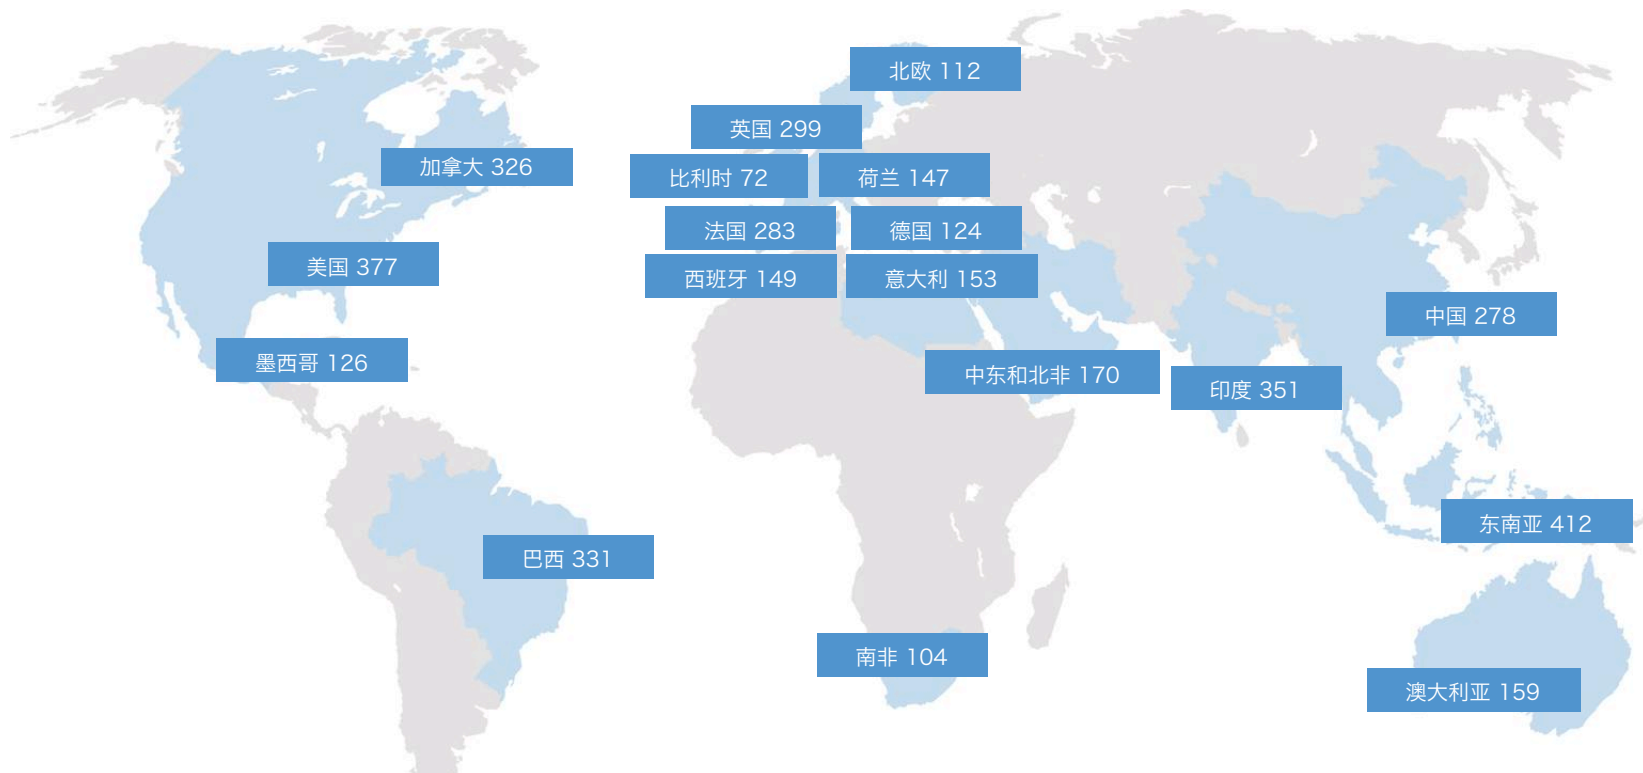 北欧 112
英国 299
加拿大 326
比利时 72
荷兰 147
法国 283
德国 124
美国 377
西班牙 149
意大利 153
中国 278
墨西哥 126
中东和北非 170
印度 351
东南亚 412
巴西 331
南非 104
澳大利亚 159